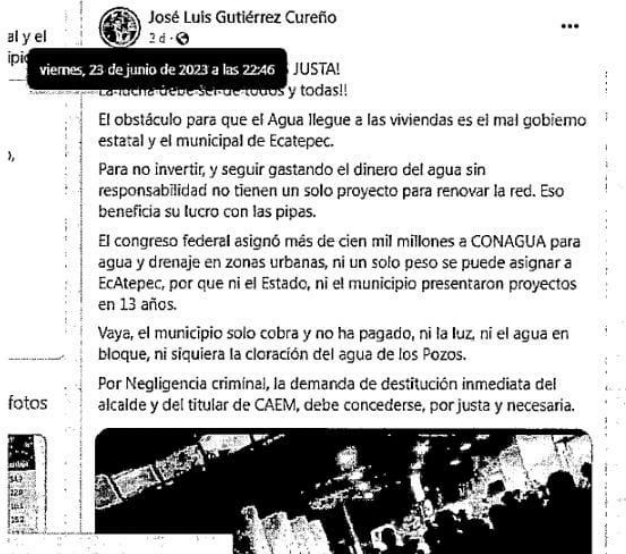 José Luis Gutiérrez Cureño
2 d
al y el
viernes, 23 de junio de 2023 a las 22:46
JUSTA!
La lucha debe ser de todos y todas!!
El obstáculo para que el Agua llegue a las viviendas es el mal gobierno
estatal y el municipal de Ecatepec.
Para no invertir, y seguir gastando el dinero del agua sin
responsabilidad no tienen un solo proyecto para renovar la red. Eso
beneficia su lucro con las pipas.
El congreso federal asignó más de cien mil millones a CONAGUA para
agua y drenaje en zonas urbanas, ni un solo peso se puede asignar a
EcAtepec, por que ni el Estado, ni el municipio presentaron proyectos
en 13 años.
Vaya, el municipio solo cobra y no ha pagado, ni la luz, ni el agua en
bloque, ni siquiera la cloración del agua de los Pozos.
Por Negligencia criminal, la demanda de destitución inmediata del
alcalde y del titular de CAEM, debe concederse, por justa y necesaria.
fotos